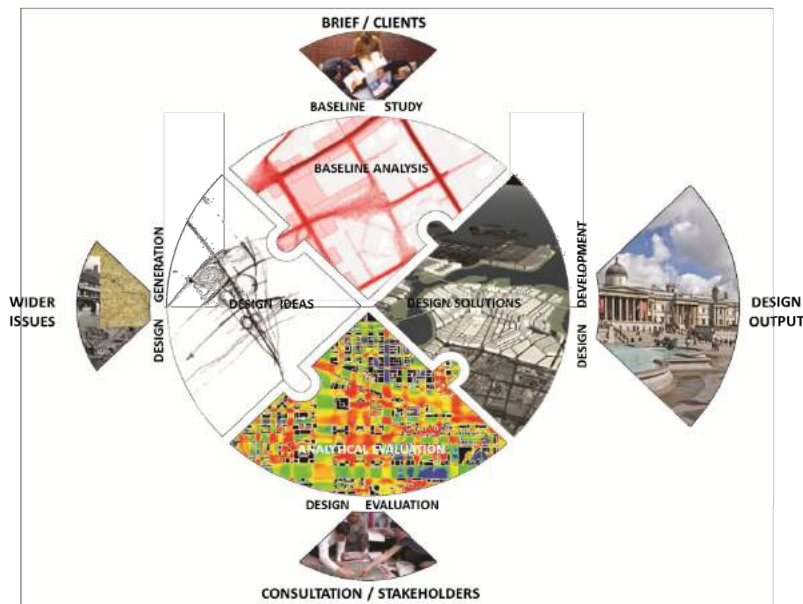 BRIEF / CLIENTS
BASELINE STUDY
BASELINE ANALYSIS
DESIGN GENERATION
DESIGN IDEAS
DESIGN SOLUTIONS
DESIGN DEVELOPMENT
WIDER
ISSUES
DESIGN
OUTPUT
ANALYTICAL EVALUATION
DESIGN EVALUATION
CONSULTATION / STAKEHOLDERS